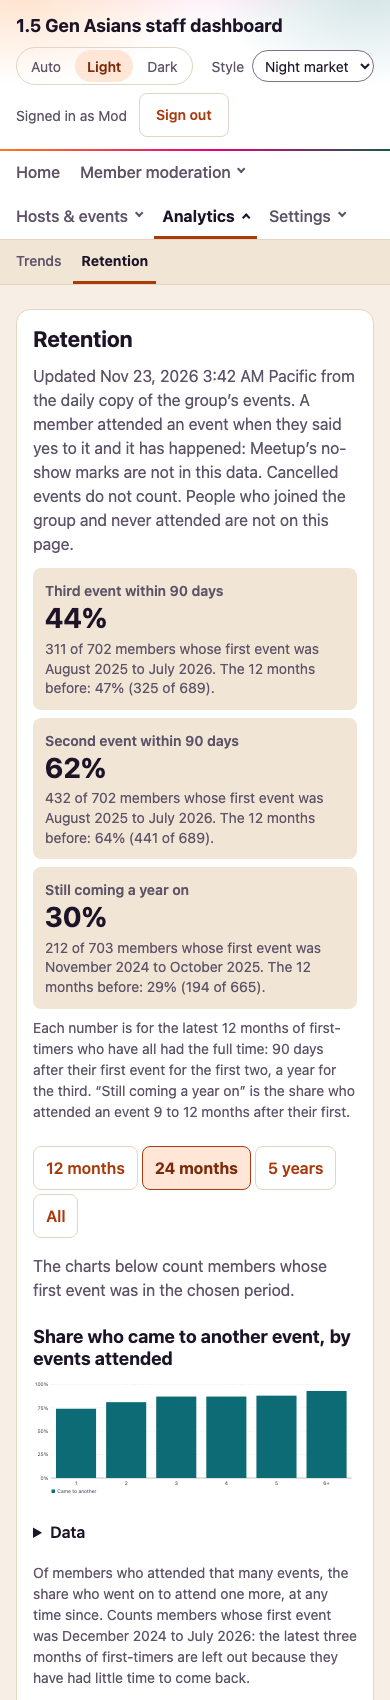 1.5 Gen Asians staff dashboard
Auto Light Dark Style Night market
Signed in as Mod Sign out
Home Member moderation
Hosts & events Analytics Settings
Trends Retention
Retention
Updated Nov 23, 2026 3:42 AM Pacific from
the daily copy of the group’s events. A
member attended an event when they said
yes to it and it has happened: Meetup’s no-
show marks are not in this data. Cancelled
events do not count. People who joined the
group and never attended are not on this
page.
Third event within 90 days
44%
311 of 702 members whose first event was
August 2025 to July 2026. The 12 months
before: 47% (325 of 689).
Second event within 90 days
62%
432 of 702 members whose first event was
August 2025 to July 2026. The 12 months
before: 64% (441 of 689).
Still coming a year on
30%
212 of 703 members whose first event was
November 2024 to October 2025. The 12
months before: 29% (194 of 665).
Each number is for the latest 12 months of first-
timers who have all had the full time: 90 days
after their first event for the first two, a year for
the third. “Still coming a year on” is the share who
attended an event 9 to 12 months after their first.
12 months 24 months 5 years
All
The charts below count members whose
first event was in the chosen period.
Share who came to another event, by
events attended
100%
75%
50%
25%
0%
1 2 3 4 5 6+
Came to another
Data
Of members who attended that many events, the
share who went on to attend one more, at any
time since. Counts members whose first event
was December 2024 to July 2026: the latest three
months of first-timers are left out because they
have had little time to come back.